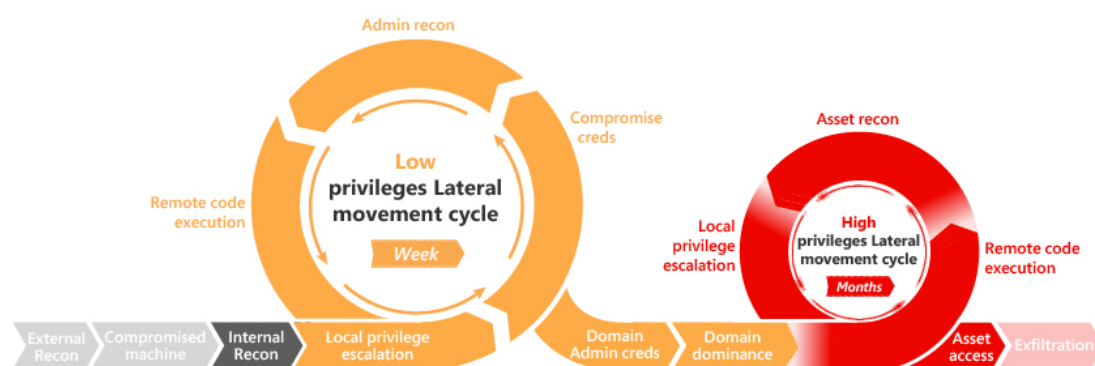 Admin recon
Compromise
creds
Low
privileges Lateral
movement cycle
Week
Remote code
execution
Asset recon
Local
privilege
escalation
High
privileges Lateral
movement cycle
Months
Remote code
execution
External
Recon
Compromised
machine
Internal
Recon
Local privilege
escalation
Domain
Admin creds
Domain
dominance
Asset
access
Exfiltration